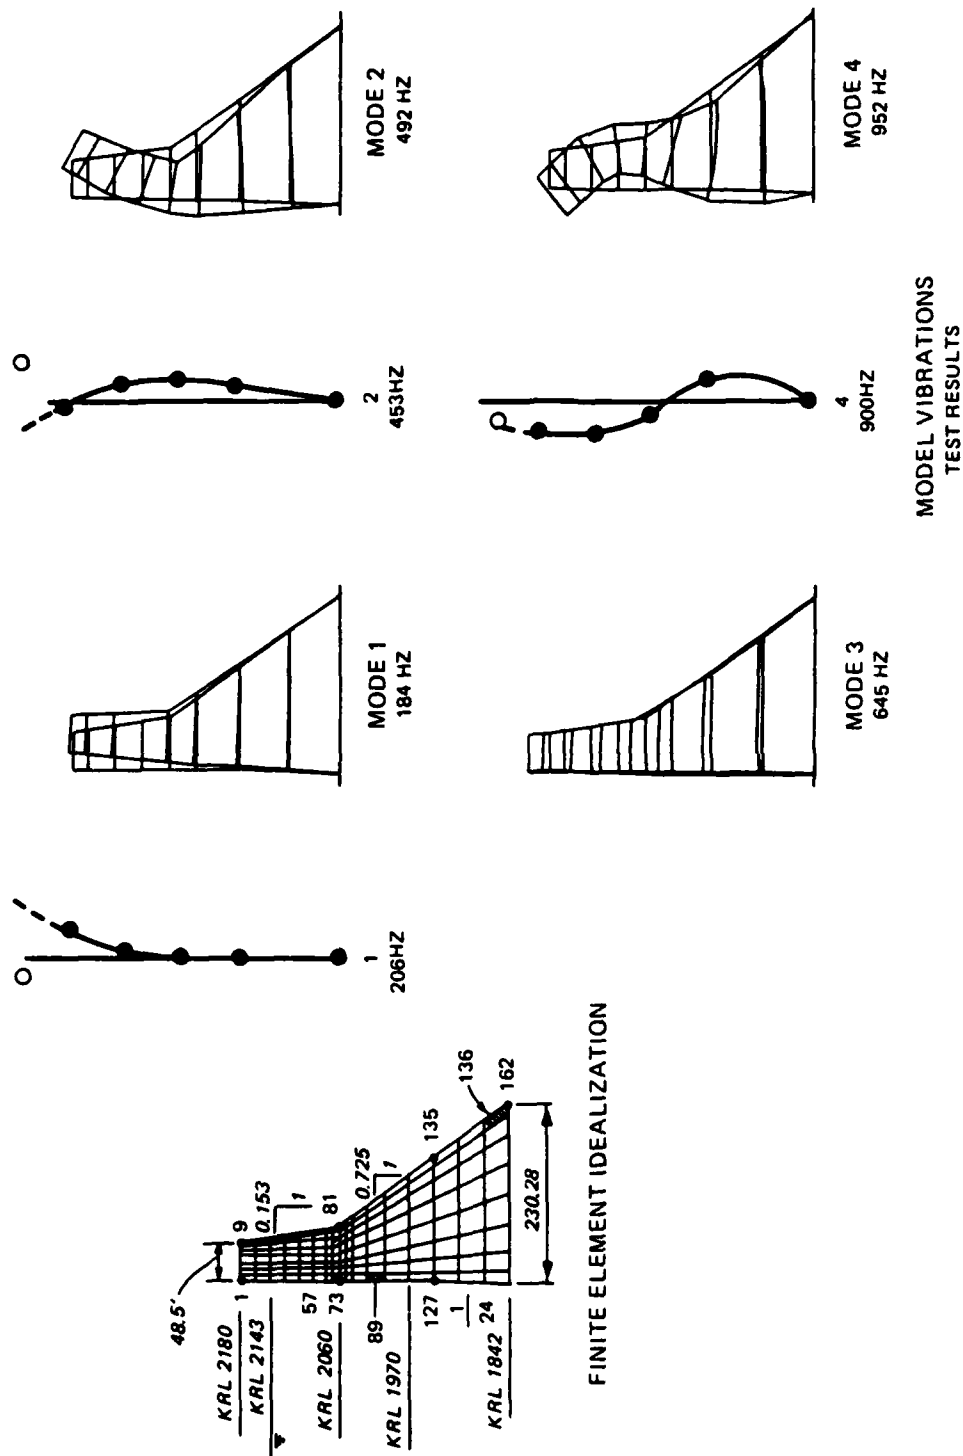 48.5'
KRL 2180
KRL 2143
KRL 2060
KRL 1970
KRL 1842
1
9
0.153
1
57
73
81
89
0.725
1
127
135
136
1
24
162
230.28
FINITE ELEMENT IDEALIZATION
1
206HZ
MODE 1
184 HZ
2
453HZ
MODE 2
492 HZ
MODE 3
645 HZ
4
900HZ
MODE 4
952 HZ
MODEL VIBRATIONS
TEST RESULTS